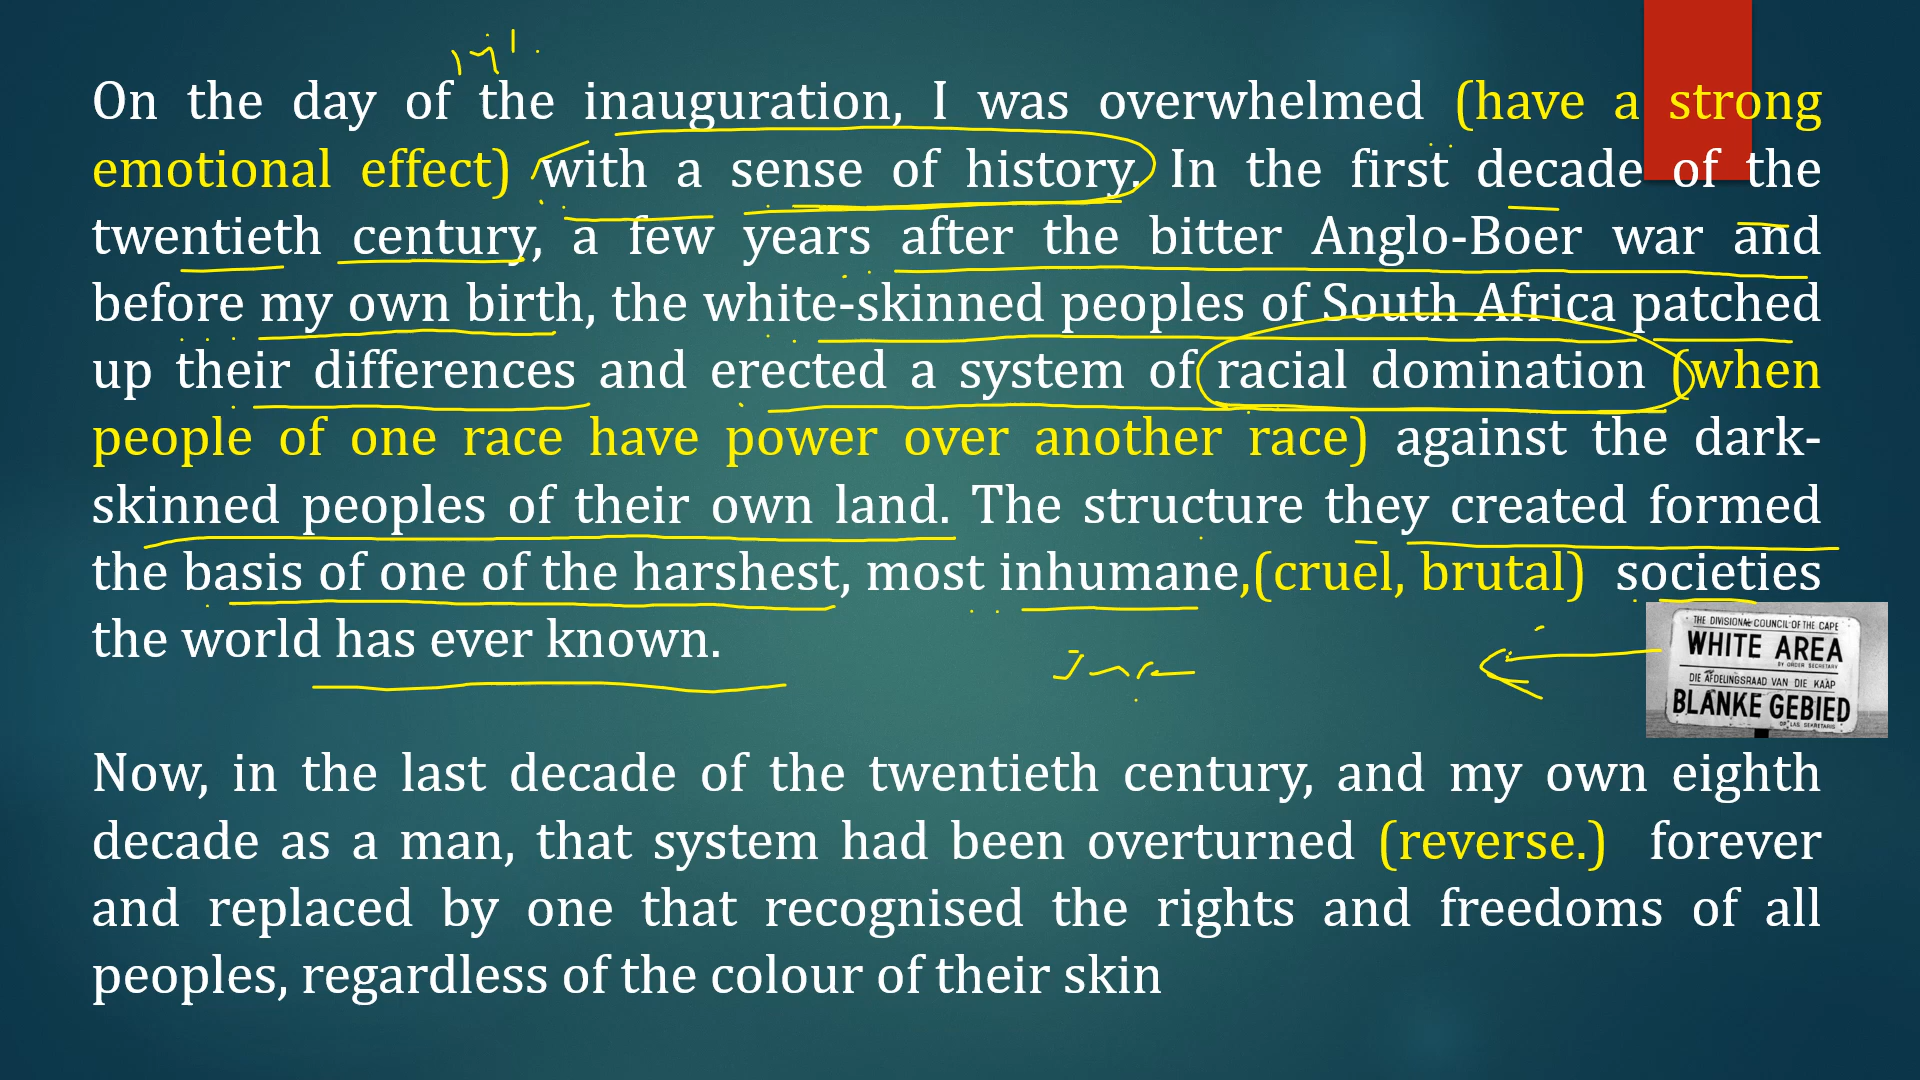 On the day of the inauguration, I was overwhelmed (have a strong
emotional effect) with a sense of history. In the first decade of the
twentieth century, a few years after the bitter Anglo-Boer war and
before my own birth, the white-skinned peoples of South Africa patched
up their differences and erected a system of racial domination (when
people of one race have power over another race) against the dark-
skinned peoples of their own land. The structure they created formed
the basis of one of the harshest, most inhumane,(cruel, brutal) societies
the world has ever known.
THE DIVISIONAL COUNCIL OF THE CAPE
WHITE AREA
BY ORDER SECRETARY
DIE AFDELINGSRAAD VAN DIE KAAP
BLANKE GEBIED
OP LAS SEKRETARIS
Now, in the last decade of the twentieth century, and my own eighth
decade as a man, that system had been overturned (reverse.) forever
and replaced by one that recognised the rights and freedoms of all
peoples, regardless of the colour of their skin